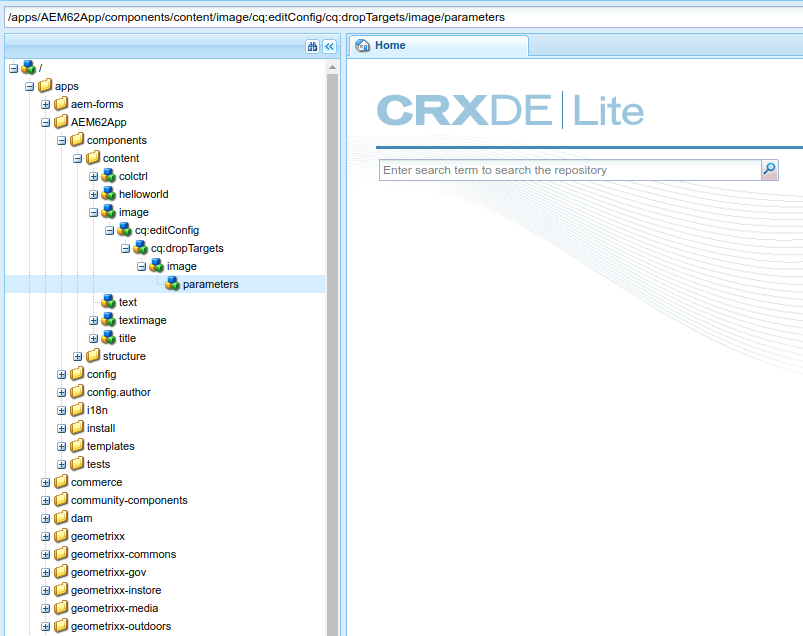 /apps/AEM62App/components/content/image/cq:editConfig/cq:dropTargets/image/parameters
/
apps
aem-forms
AEM62App
components
content
colctrl
helloworld
image
cq:editConfig
cq:dropTargets
image
parameters
text
textimage
title
structure
config
config.author
i18n
install
templates
tests
commerce
community-components
dam
geometrixx
geometrixx-commons
geometrixx-gov
geometrixx-instore
geometrixx-media
geometrixx-outdoors
Home
CRXDE | Lite
Enter search term to search the repository